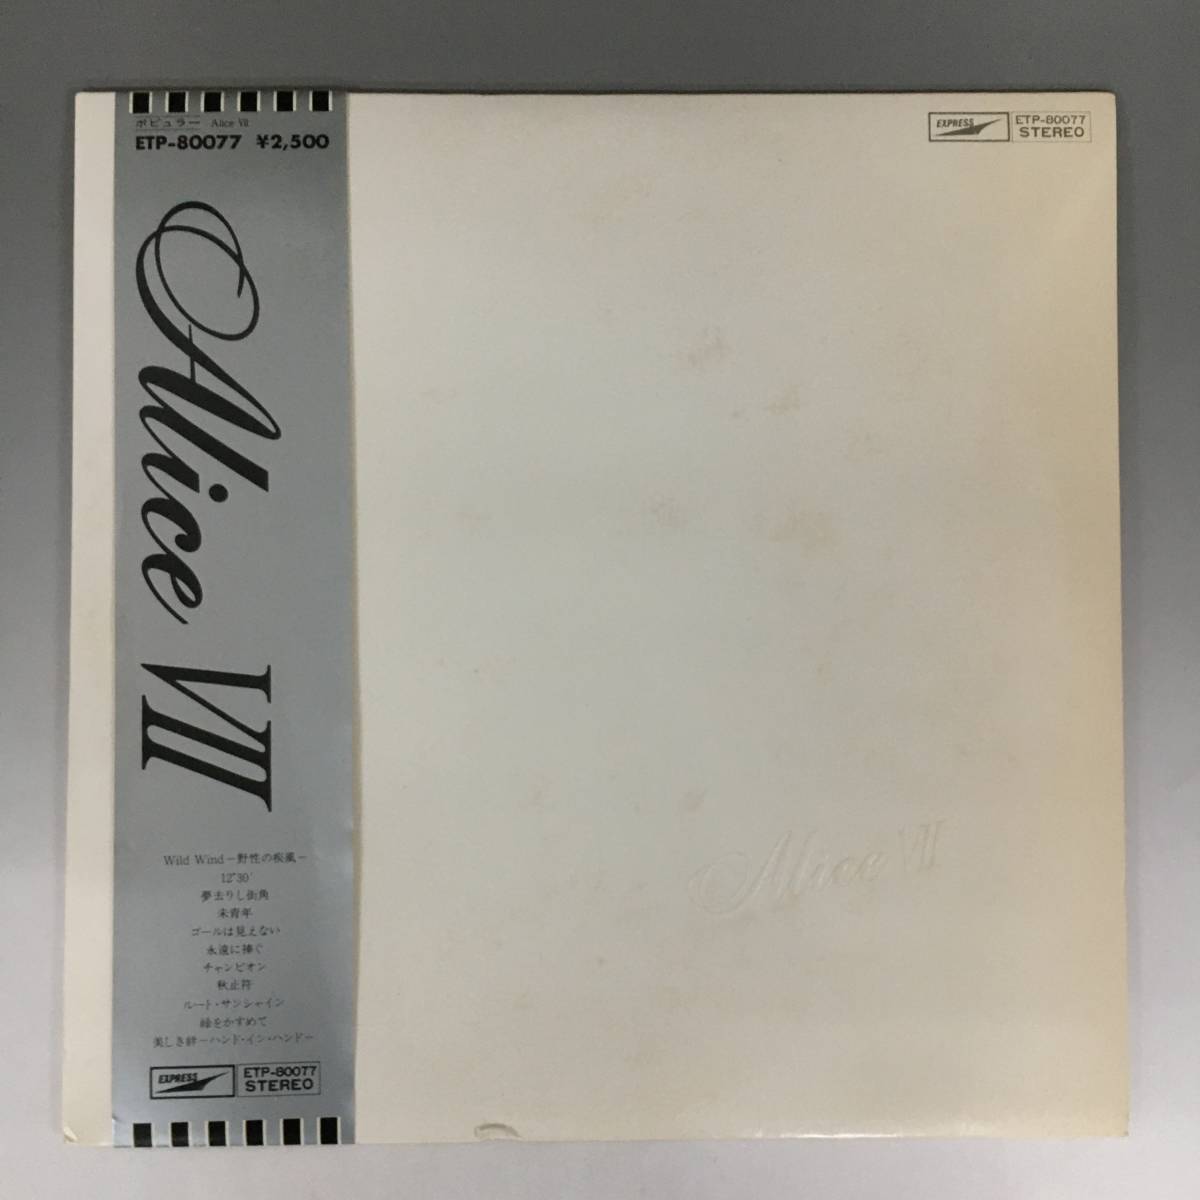 ポピュラー Alice VII
ETP-80077 ¥2,500
Alice VII
Wild Wind－野性の疾風－
12°30′
夢去りし街角
未青年
ゴールは見えない
永遠に捧ぐ
チャンピオン
秋止符
ルート・サンシャイン
瞼をかすめて
美しき絆－ハンド・イン・ハンド－
EXPRESS
ETP-80077
STEREO
EXPRESS
ETP-80077
STEREO
Alice VII